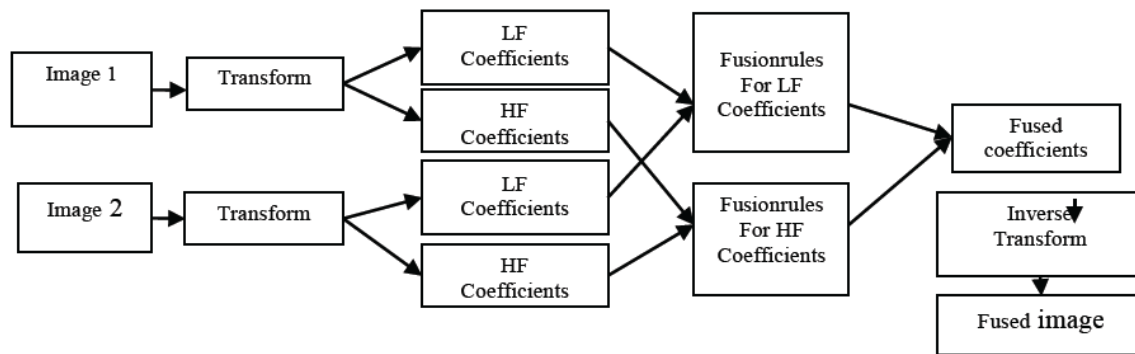 Image 1
Transform
LF
Coefficients
HF
Coefficients
Fusionrules
For LF
Coefficients
Fused
coefficients
Image 2
Transform
LF
Coefficients
HF
Coefficients
Fusionrules
For HF
Coefficients
Inverse
Transform
Fused image